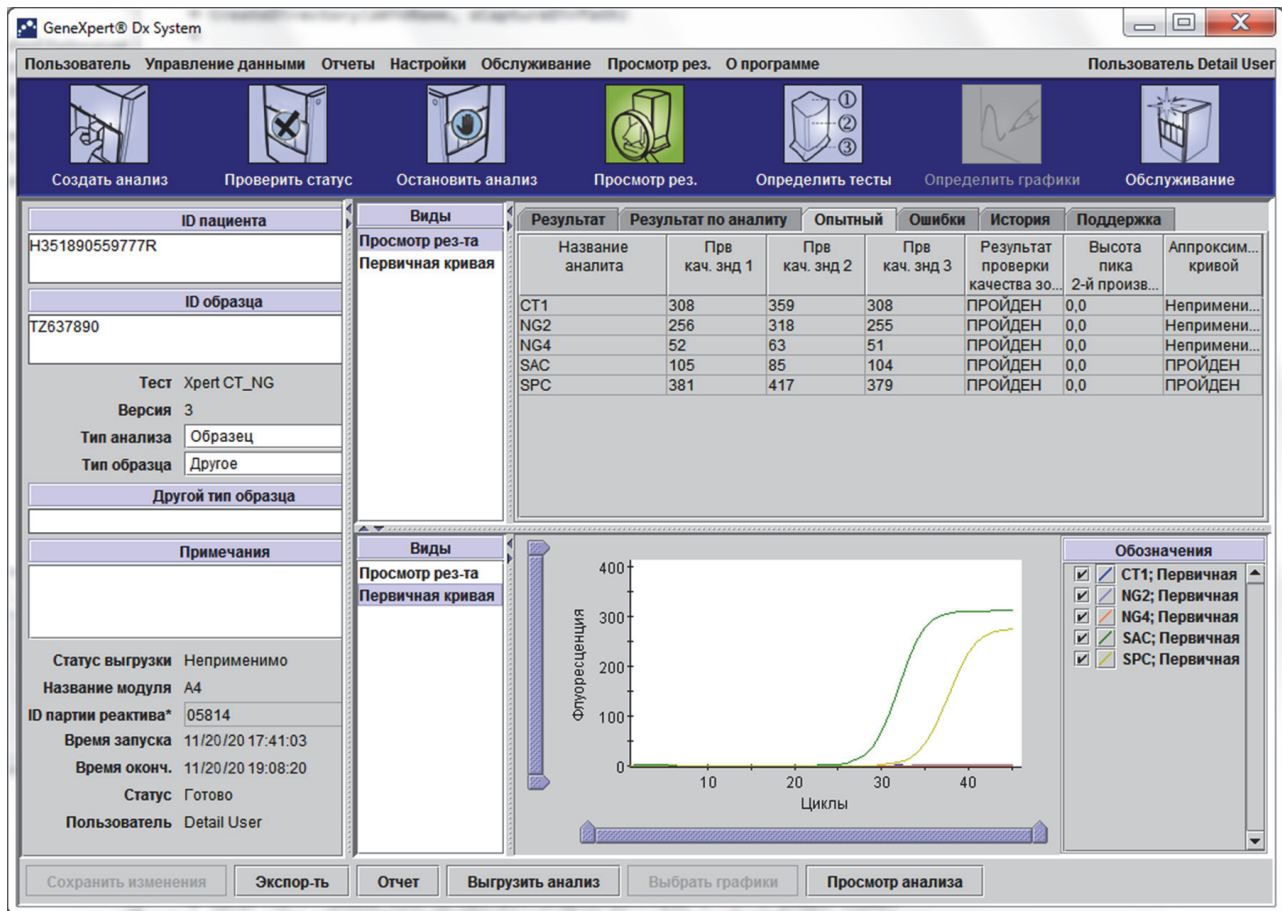 GeneXpert® Dx System
Пользователь Управление данными Отчеты Настройки Обслуживание Просмотр рез. О программе Пользователь Detail User
① ② ③
Создать анализ Проверить статус Остановить анализ Просмотр рез. Определить тесты Определить графики Обслуживание
ID пациента
H351890559777R
ID образца
TZ637890
Тест Xpert CT_NG
Версия 3
Тип анализа Образец
Тип образца Другое
Другой тип образца
Примечания
Статус выгрузки Неприменимо
Название модуля A4
ID партии реактива* 05814
Время запуска 11/20/20 17:41:03
Время оконч. 11/20/20 19:08:20
Статус Готово
Пользователь Detail User
Виды
Просмотр рез-та
Первичная кривая
Результат Результат по аналиту Опытный Ошибки История Поддержка
Название аналита Прв кач. знд 1 Прв кач. знд 2 Прв кач. знд 3 Результат проверки качества зо... Высота пика 2-й произв... Аппроксим... кривой
CT1 308 359 308 ПРОЙДЕН 0,0 Непримени...
NG2 256 318 255 ПРОЙДЕН 0,0 Непримени...
NG4 52 63 51 ПРОЙДЕН 0,0 Непримени...
SAC 105 85 104 ПРОЙДЕН 0,0 ПРОЙДЕН
SPC 381 417 379 ПРОЙДЕН 0,0 ПРОЙДЕН
Виды
Просмотр рез-та
Первичная кривая
Флуоресценция
400
300
200
100
0
10 20 30 40
Циклы
Обозначения
CT1; Первичная
NG2; Первичная
NG4; Первичная
SAC; Первичная
SPC; Первичная
Сохранить изменения Экспор-ть Отчет Выгрузить анализ Выбрать графики Просмотр анализа